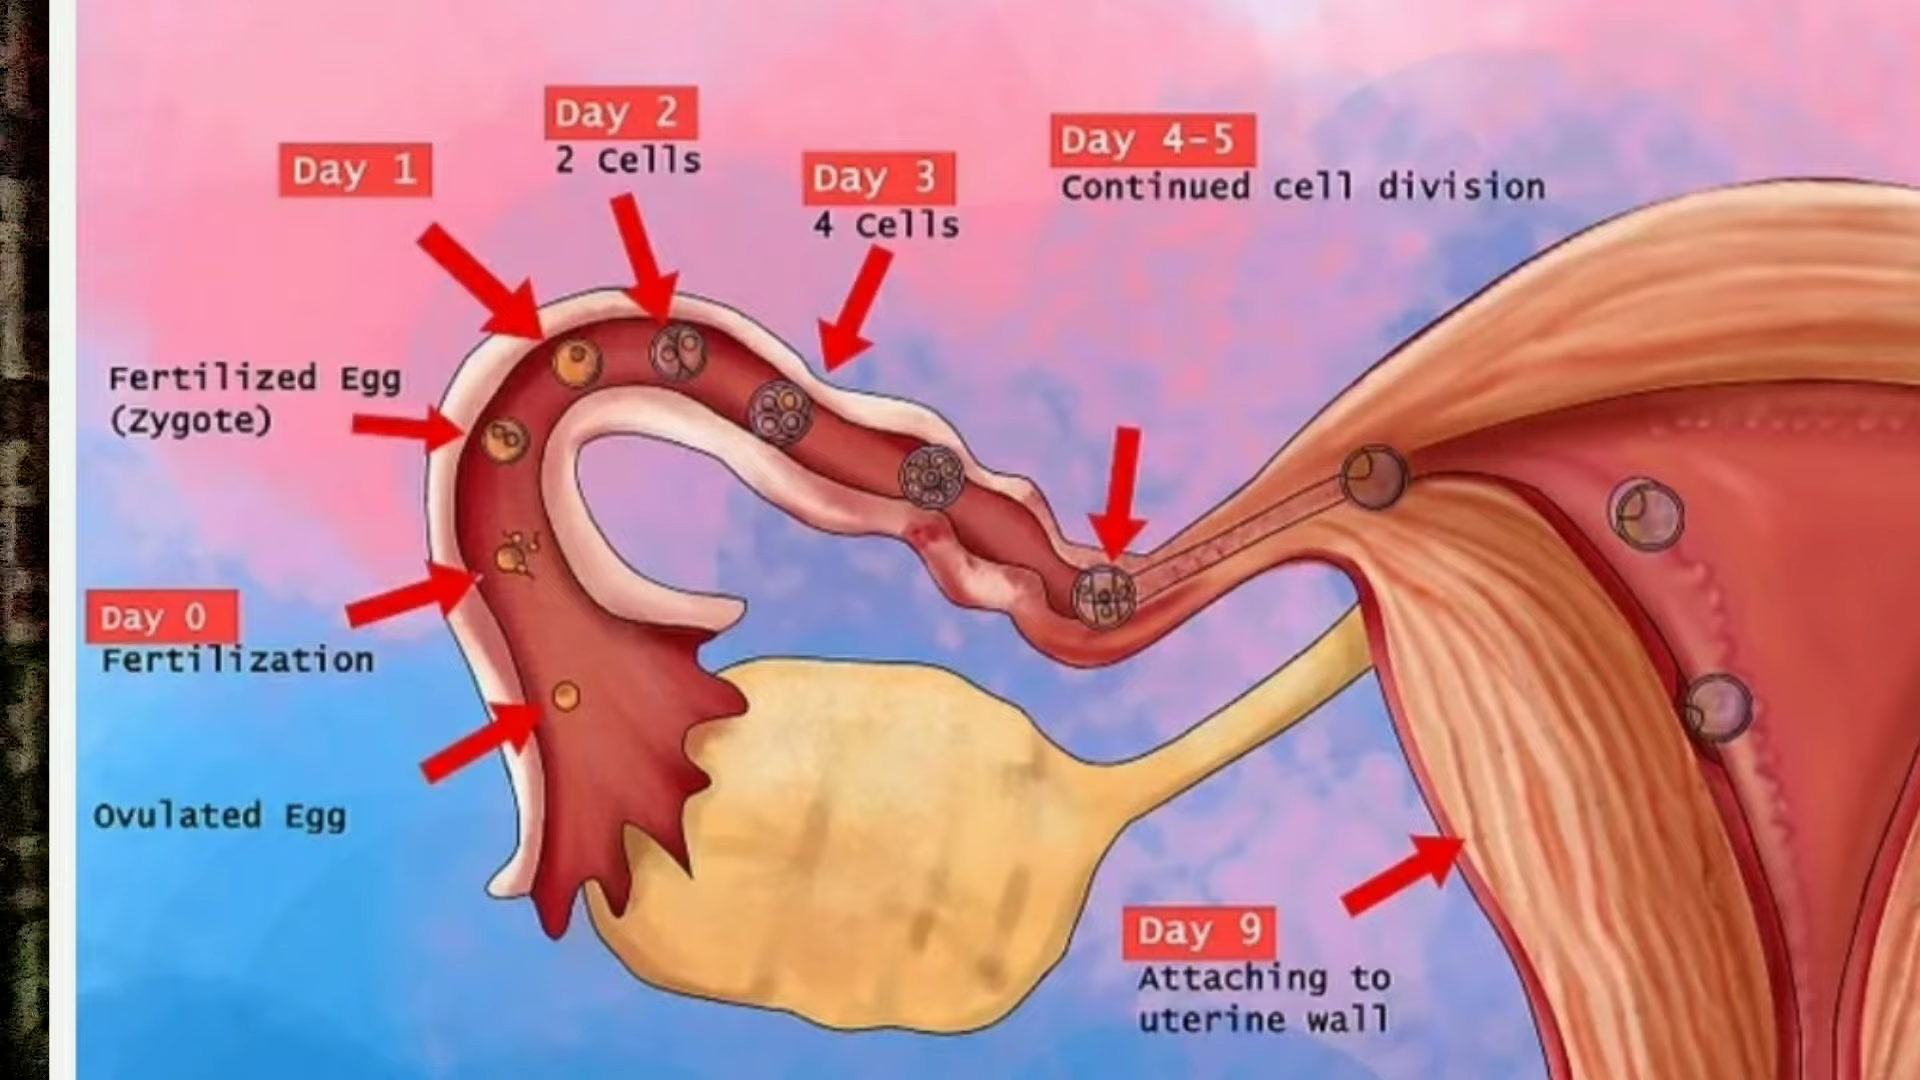 Day 1
Day 2
2 Cells
Day 3
4 Cells
Day 4-5
Continued cell division
Fertilized Egg
(Zygote)
Day 0
Fertilization
Ovulated Egg
Day 9
Attaching to
uterine wall